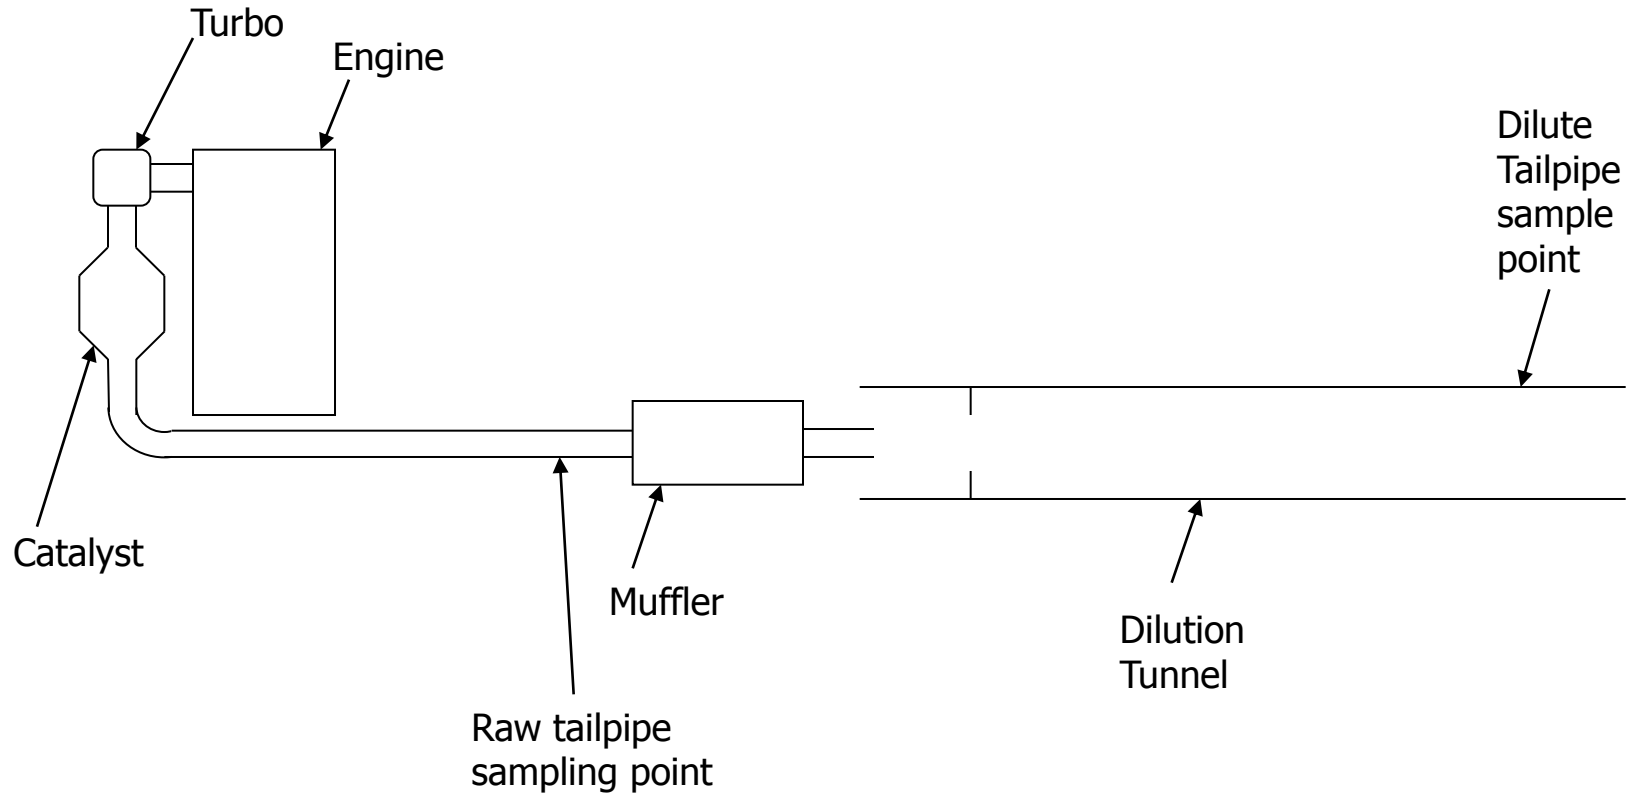 Turbo
Engine
Dilute
Tailpipe
sample
point
Catalyst
Muffler
Dilution
Tunnel
Raw tailpipe
sampling point